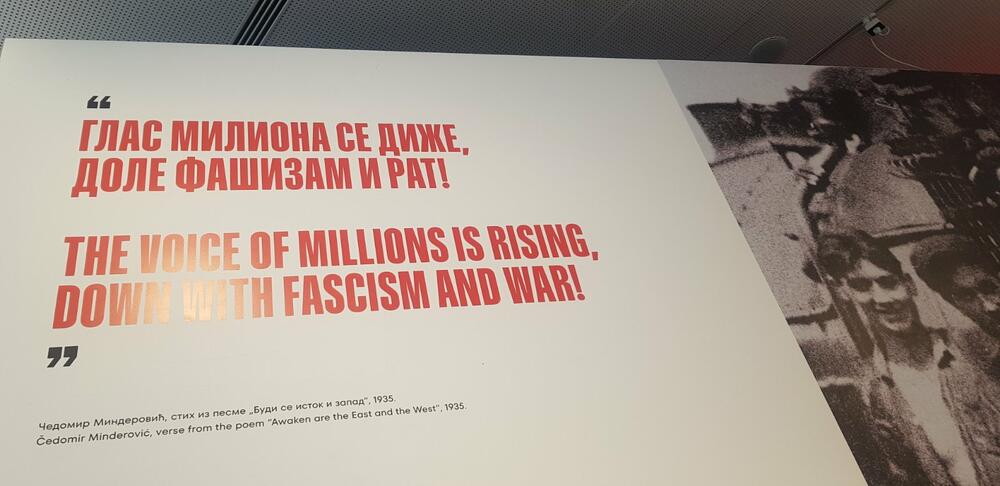 “
ГЛАС МИЛИОНА СЕ ДИЖЕ,
ДОЛЕ ФАШИЗАМ И РАТ!
THE VOICE OF MILLIONS IS RISING,
DOWN WITH FASCISM AND WAR!
”
Чедомир Миндеровић, стих из песме „Буди се исток и запад”, 1935.
Čedomir Minderović, verse from the poem “Awaken are the East and the West”, 1935.